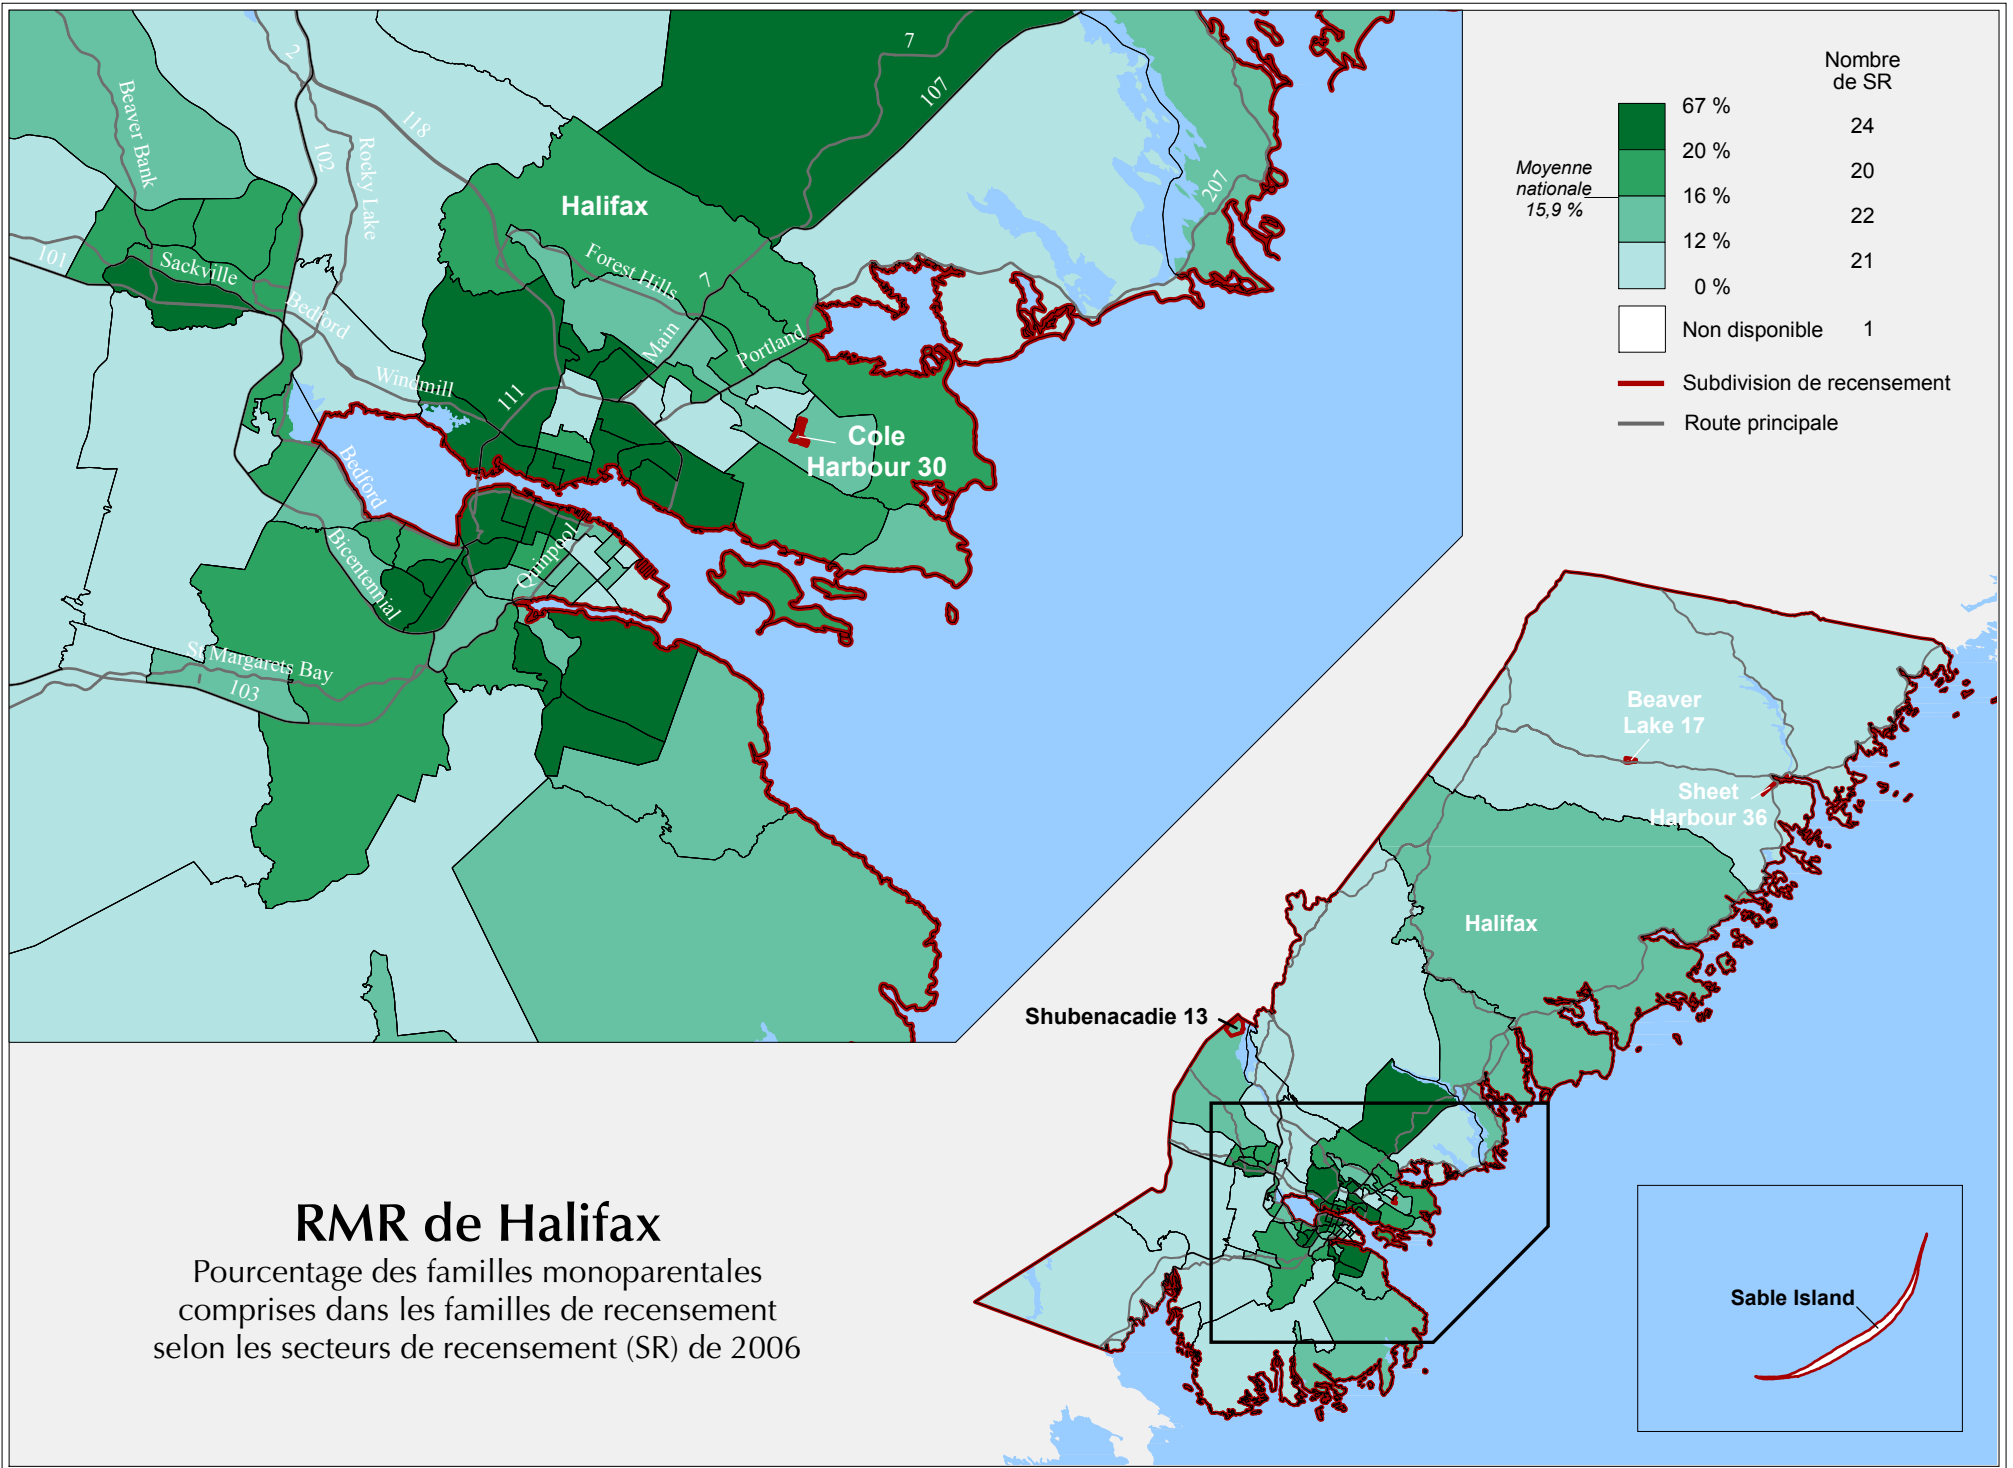 Nombre
de SR
67 %
24
20 %
20
16 %
22
12 %
21
0 %
Moyenne
nationale
15,9 %
Non disponible 1
Subdivision de recensement
Route principale
7
107
2
118
102
Beaver Bank
Rocky Lake
Halifax
207
Forest Hills
7
101
Sackville
Bedford
Main
Portland
Windmill
111
Cole
Harbour 30
Bedford
Quinpool
Bicentennial
St Margarets Bay
103
Beaver
Lake 17
Sheet
Harbour 36
Halifax
Shubenacadie 13
Sable Island
RMR de Halifax
Pourcentage des familles monoparentales
comprises dans les familles de recensement
selon les secteurs de recensement (SR) de 2006